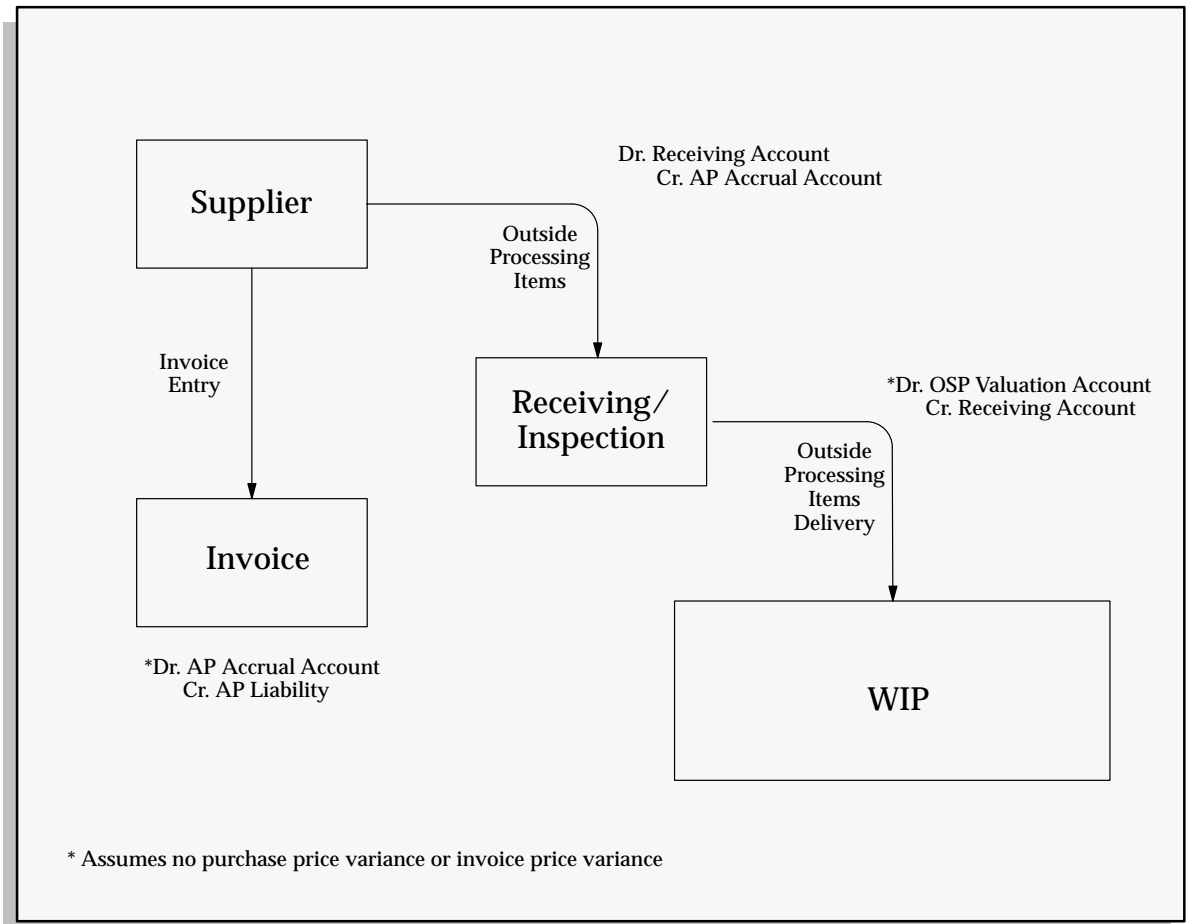 Dr. Receiving Account
Cr. AP Accrual Account
Supplier
Outside
Processing
Items
Invoice
Entry
Receiving/
Inspection
*Dr. OSP Valuation Account
Cr. Receiving Account
Outside
Processing
Items
Delivery
Invoice
*Dr. AP Accrual Account
Cr. AP Liability
WIP
* Assumes no purchase price variance or invoice price variance